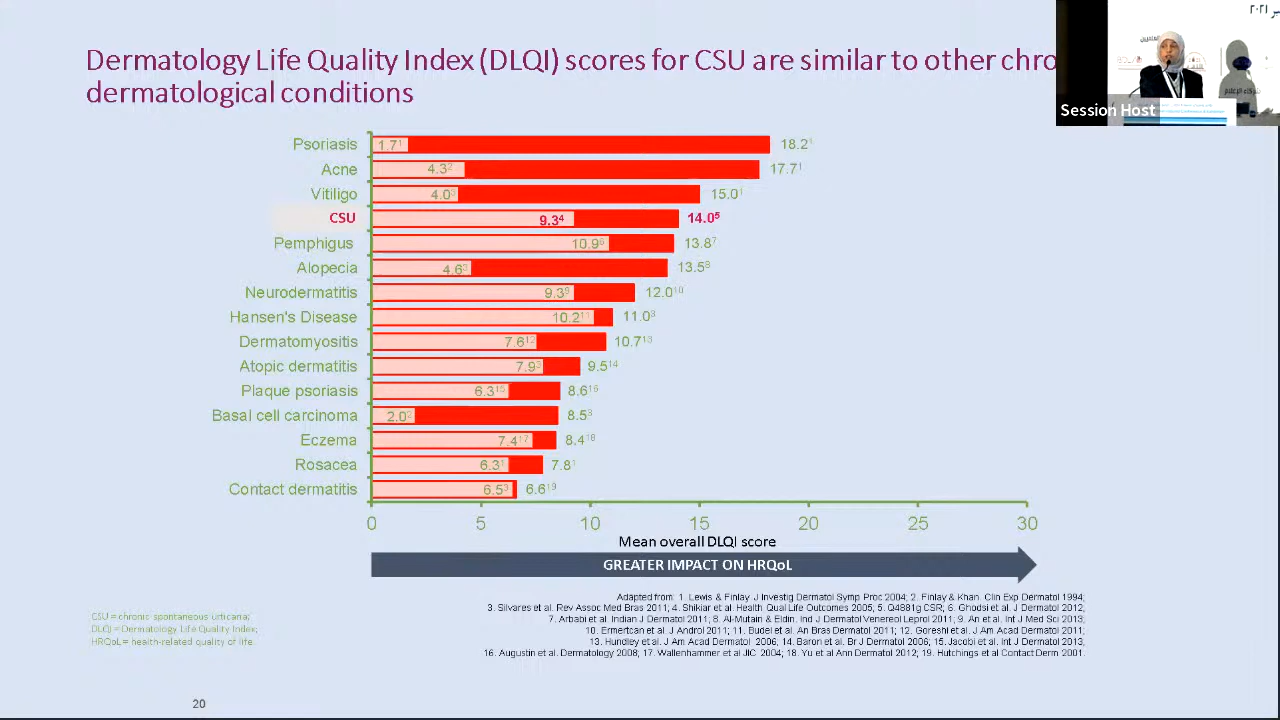 Dermatology Life Quality Index (DLQI) scores for CSU are similar to other chro
dermatological conditions
Session Host
Psoriasis 1.7¹ 18.2¹
Acne 4.3² 17.7¹
Vitiligo 4.0³ 15.0¹
CSU 9.3⁴ 14.0⁵
Pemphigus 10.9⁶ 13.8⁷
Alopecia 4.6³ 13.5⁸
Neurodermatitis 9.3⁹ 12.0¹⁰
Hansen's Disease 10.2¹¹ 11.0³
Dermatomyositis 7.6¹² 10.7¹³
Atopic dermatitis 7.9³ 9.5¹⁴
Plaque psoriasis 6.3¹⁵ 8.6¹⁶
Basal cell carcinoma 2.0² 8.5³
Eczema 7.4¹⁷ 8.4¹⁸
Rosacea 6.3¹ 7.8¹
Contact dermatitis 6.5³ 6.6¹⁹
0 5 10 15 20 25 30
Mean overall DLQI score
GREATER IMPACT ON HRQoL
Adapted from: 1. Lewis & Finlay. J Investig Dermatol Symp Proc 2004; 2. Finlay & Khan. Clin Exp Dermatol 1994;
3. Silvares et al. Rev Assoc Med Bras 2011; 4. Shikiar et al. Health Qual Life Outcomes 2005; 5. Q4881g CSR; 6. Ghodsi et al. J Dermatol 2012;
7. Arbabi et al. Indian J Dermatol 2011; 8. Al-Mutairi & Eldin. Ind J Dermatol Venereol Leprol 2011; 9. An et al. Int J Med Sci 2013;
10. Ermertcan et al. J Androl 2011; 11. Budel et al. An Bras Dermatol 2011; 12. Goreshi et al. J Am Acad Dermatol 2011;
13. Hundley et al. J Am Acad Dermatol 2006; 14. Baron et al. Br J Dermatol 2006; 15. Jacobi et al. Int J Dermatol 2013;
16. Augustin et al. Dermatology 2008; 17. Wallenhammer et al JIC 2004; 18. Yu et al Ann Dermatol 2012; 19. Hutchings et al Contact Derm 2001.
CSU = chronic spontaneous urticaria;
DLQI = Dermatology Life Quality Index;
HRQoL = health-related quality of life.
20